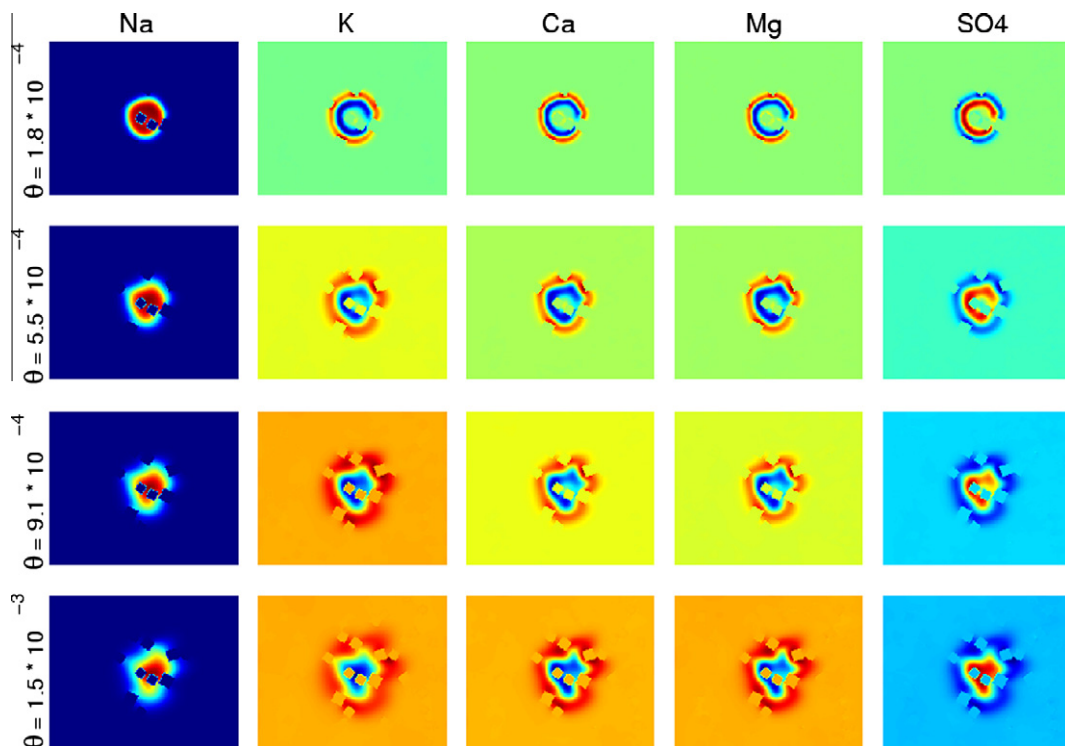 Na K Ca Mg SO4
θ = 1.8 * 10 -4
θ = 5.5 * 10 -4
θ = 9.1 * 10 -4
θ = 1.5 * 10 -3